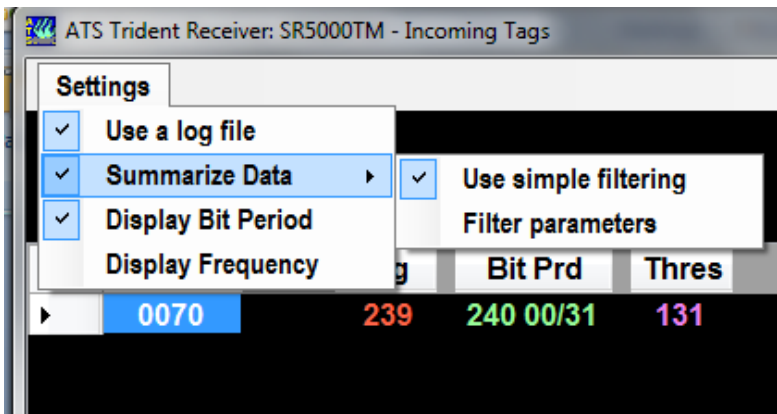 ATS Trident Receiver: SR5000TM - Incoming Tags
Settings
Use a log file
Summarize Data
Use simple filtering
Display Bit Period
Filter parameters
Display Frequency
Bit Prd
Thres
0070
239
240 00/31
131